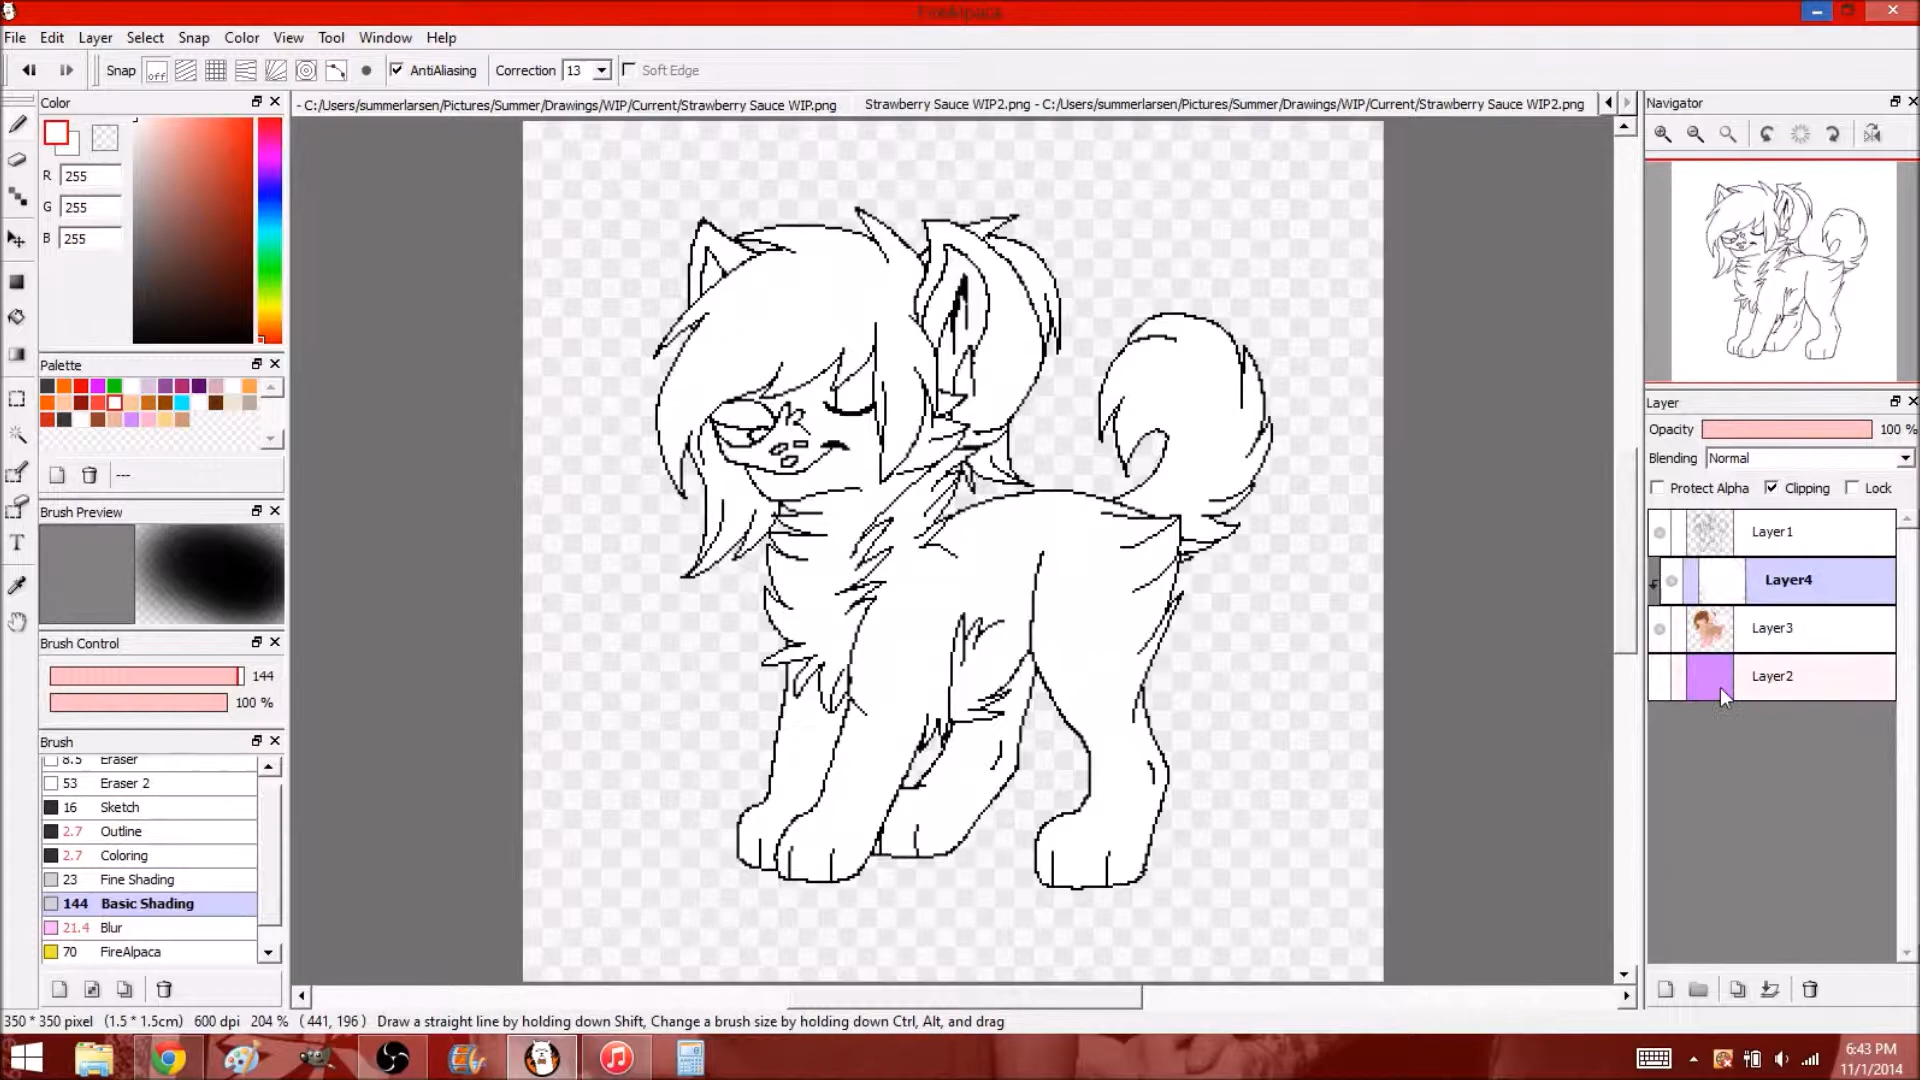 FireAlpaca
File Edit Layer Select Snap Color View Tool Window Help
Snap off AntiAliasing Correction 13 Soft Edge
Color
- C:/Users/summerlarsen/Pictures/Summer/Drawings/WIP/Current/Strawberry Sauce WIP.png
Strawberry Sauce WIP2.png - C:/Users/summerlarsen/Pictures/Summer/Drawings/WIP/Current/Strawberry Sauce WIP2.png
Navigator
R 255
G 255
B 255
Palette
---
Brush Preview
Brush Control
144
100 %
Brush
8.5 Eraser
53 Eraser 2
16 Sketch
2.7 Outline
2.7 Coloring
23 Fine Shading
144 Basic Shading
21.4 Blur
70 FireAlpaca
Layer
Opacity 100 %
Blending Normal
Protect Alpha Clipping Lock
Layer1
Layer4
Layer3
Layer2
T
350 * 350 pixel (1.5 * 1.5cm) 600 dpi 204 % (441, 196) Draw a straight line by holding down Shift, Change a brush size by holding down Ctrl, Alt, and drag
6:43 PM
11/1/2014